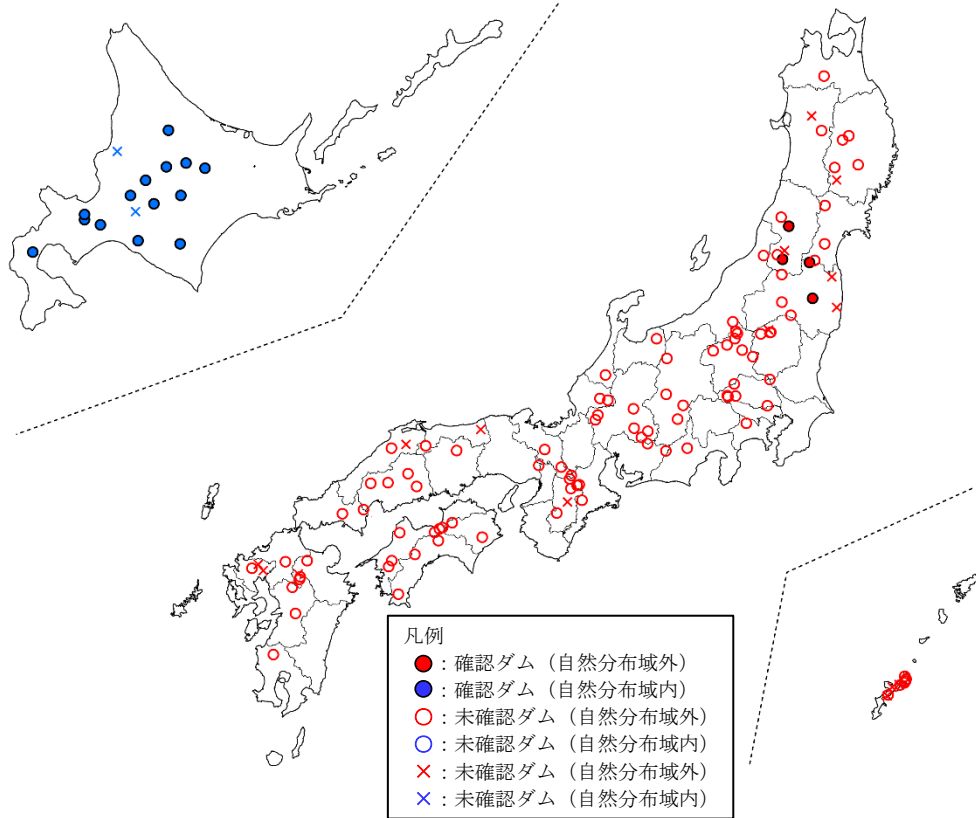 凡例
：確認ダム（自然分布域外）
：確認ダム（自然分布域内）
：未確認ダム（自然分布域外）
：未確認ダム（自然分布域内）
：未確認ダム（自然分布域外）
：未確認ダム（自然分布域内）